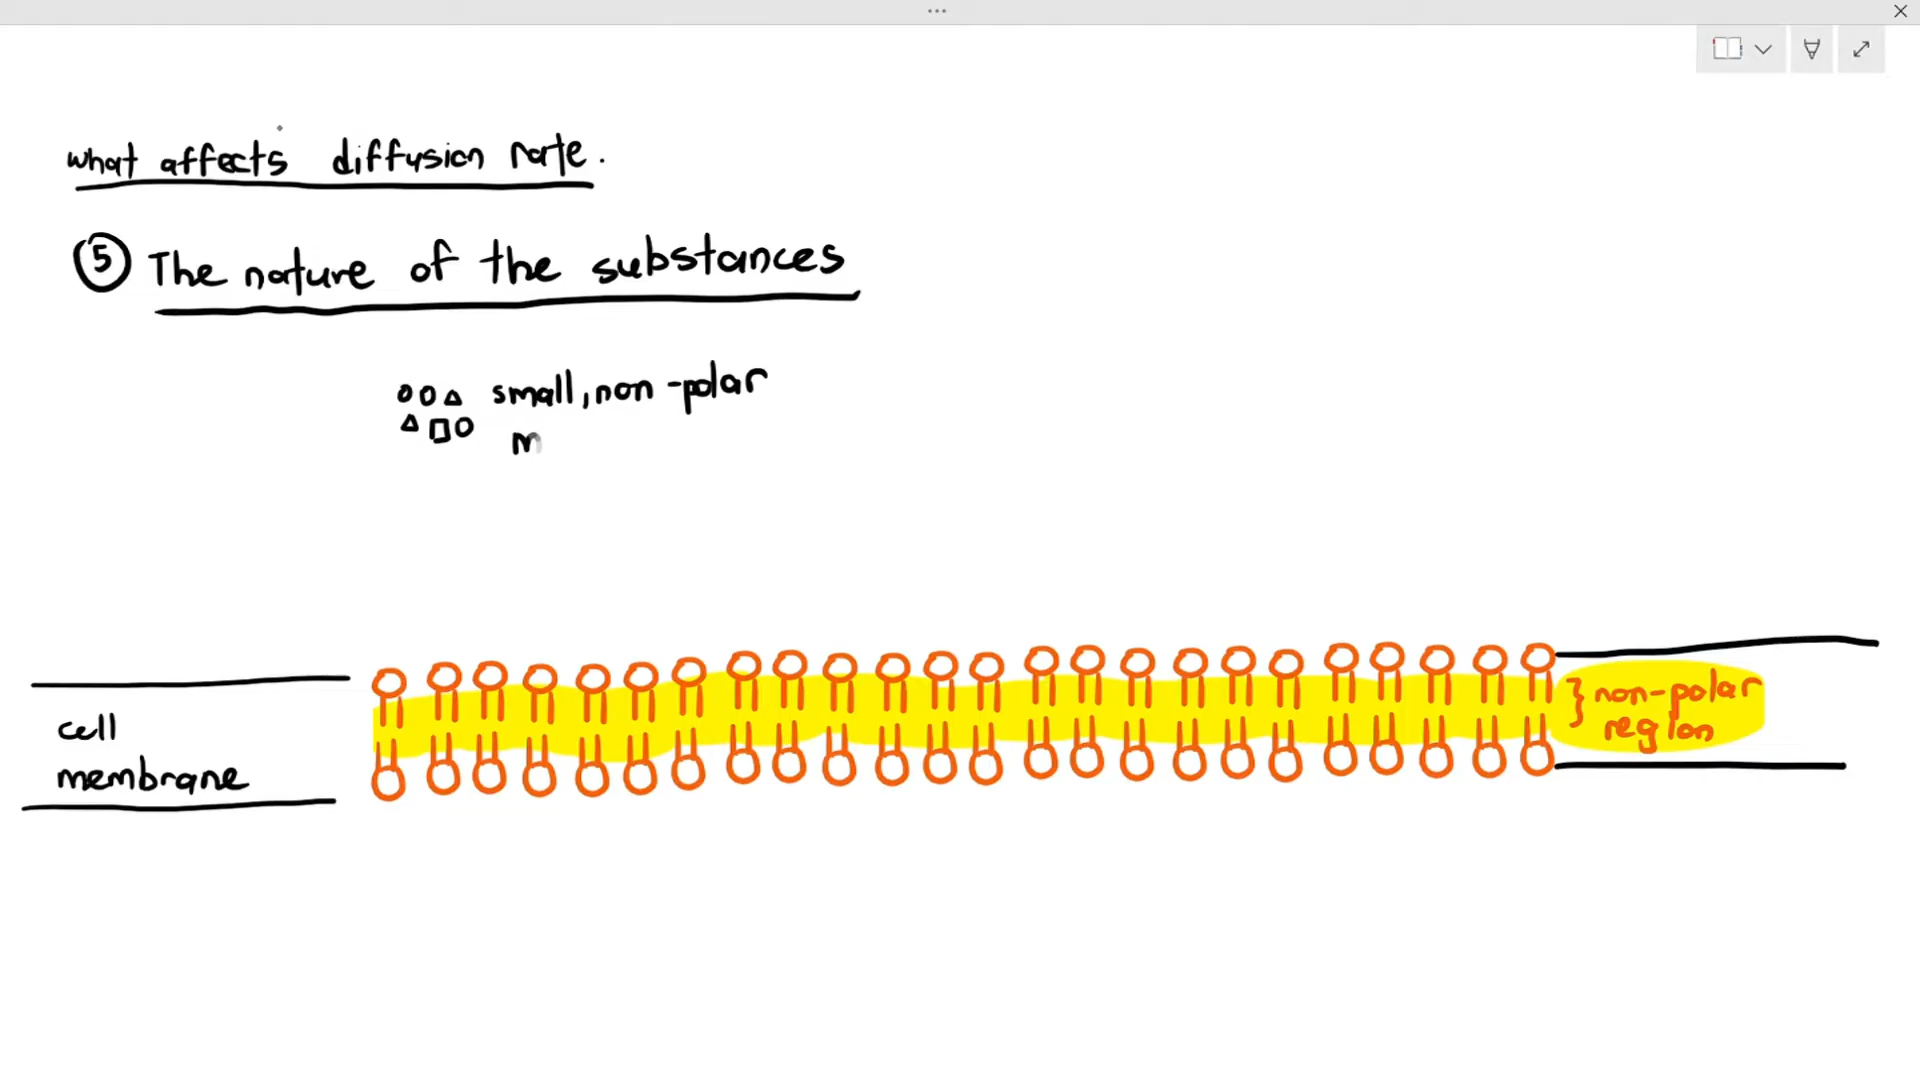 what affects diffusion rate.
⑤ The nature of the substances
small, non-polar
m
cell
membrane
non-polar
region